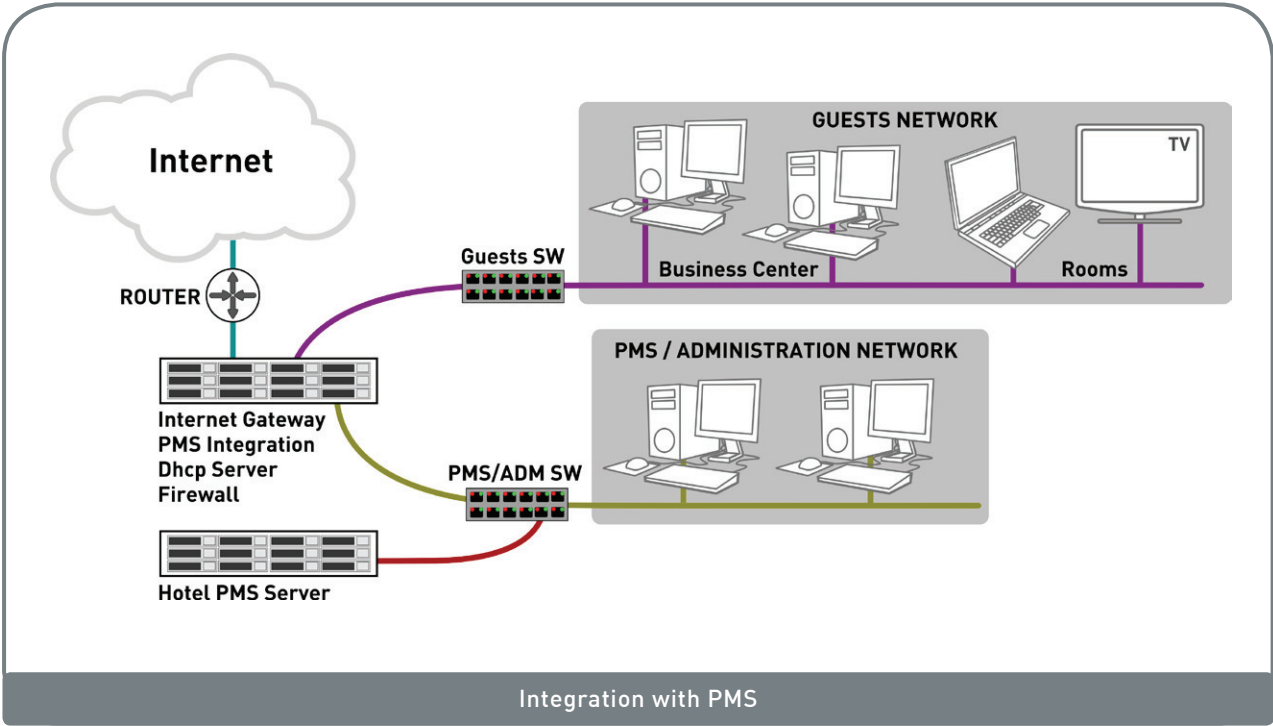 Internet
ROUTER
Internet Gateway
PMS Integration
Dhcp Server
Firewall
Hotel PMS Server
Guests SW
PMS/ADM SW
GUESTS NETWORK
TV
Business Center
Rooms
PMS / ADMINISTRATION NETWORK
Integration with PMS